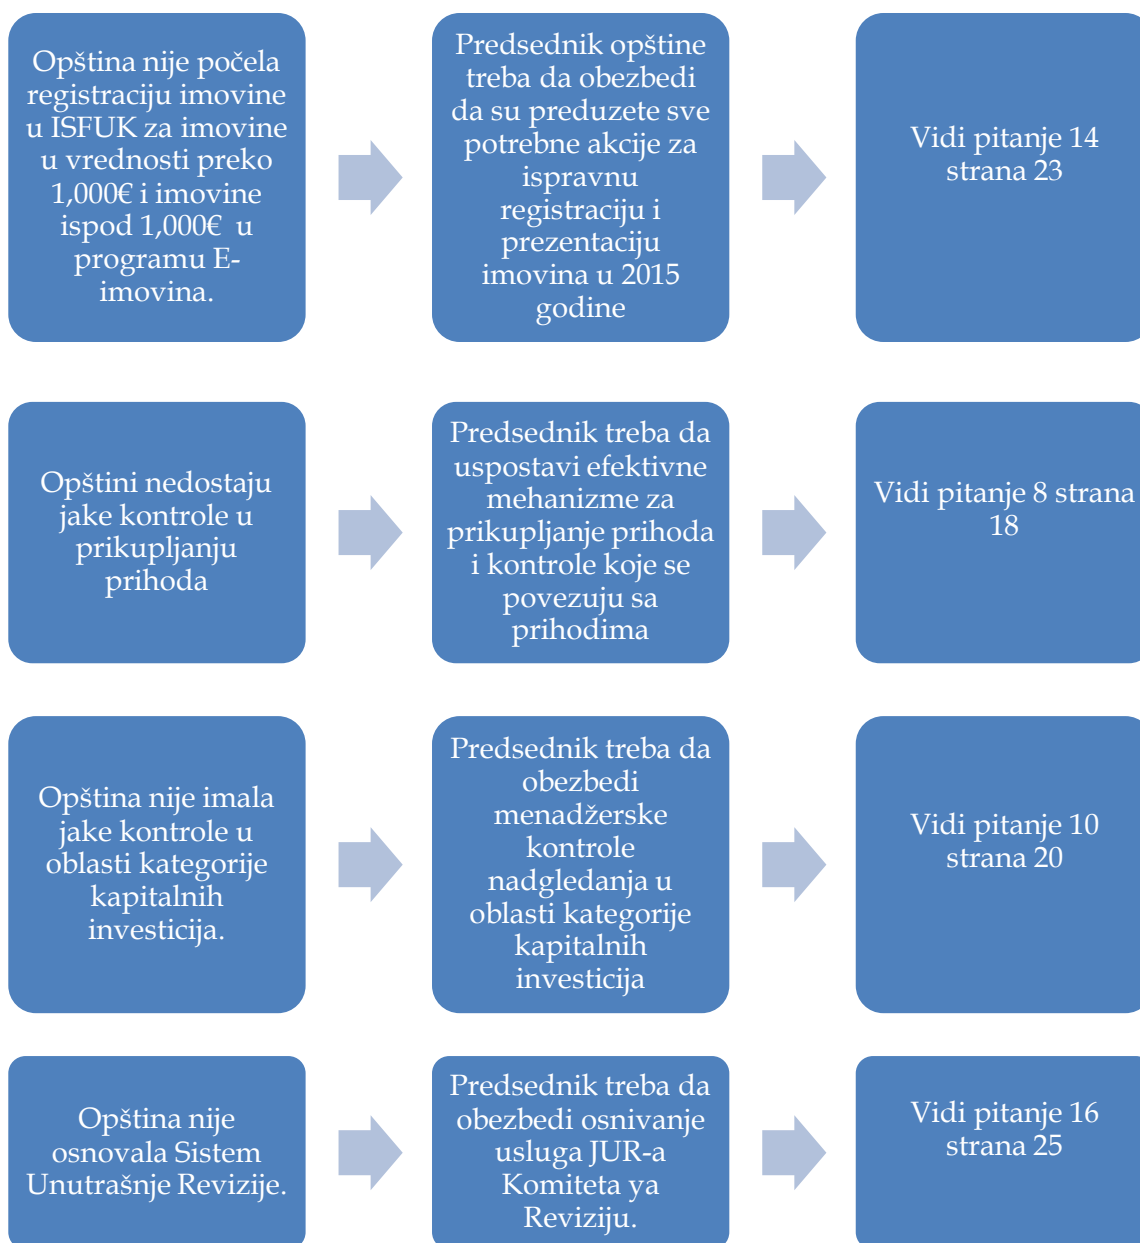 Opština nije počela
registraciju imovine
u ISFUK za imovine
u vrednosti preko
1,000€ i imovine
ispod 1,000€ u
programu E-
imovina.
Predsednik opštine
treba da obezbedi
da su preduzete sve
potrebne akcije za
ispravnu
registraciju i
prezentaciju
imovina u 2015
godine
Vidi pitanje 14
strana 23
Opštini nedostaju
jake kontrole u
prikupljanju
prihoda
Predsednik treba da
uspostavi efektivne
mehanizme za
prikupljanje prihoda
i kontrole koje se
povezuju sa
prihodima
Vidi pitanje 8 strana
18
Opština nije imala
jake kontrole u
oblasti kategorije
kapitalnih
investicija.
Predsednik treba da
obezbedi
menadžerske
kontrole
nadgledanja u
oblasti kategorije
kapitalnih
investicija
Vidi pitanje 10
strana 20
Opština nije
osnovala Sistem
Unutrašnje Revizije.
Predsednik treba da
obezbedi osnivanje
usluga JUR-a
Komiteta ya
Reviziju.
Vidi pitanje 16
strana 25